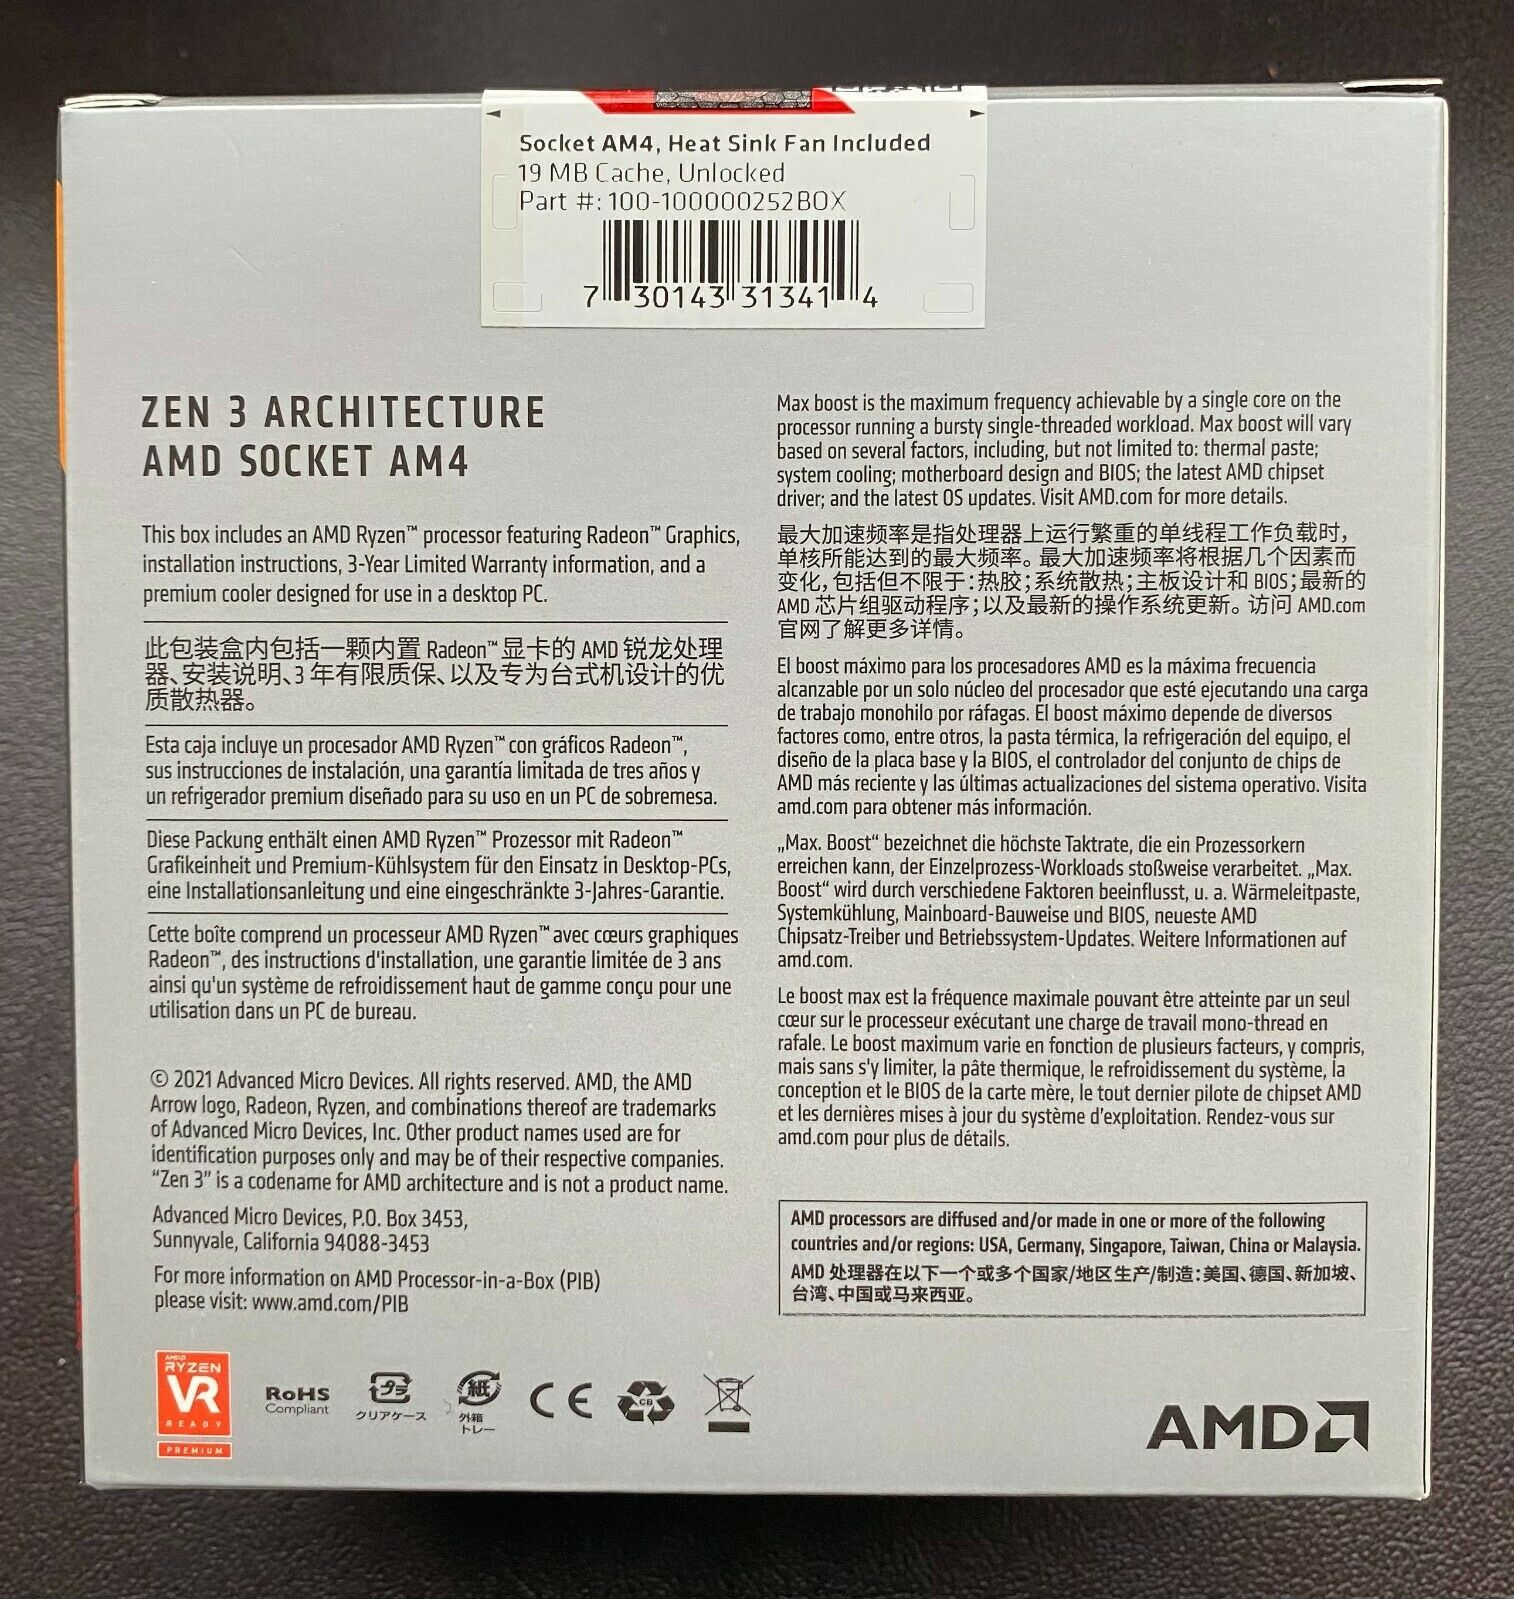 Socket AM4, Heat Sink Fan Included
19 MB Cache, Unlocked
Part #: 100-100000252BOX
7 30143 31341 4
ZEN 3 ARCHITECTURE
AMD SOCKET AM4
This box includes an AMD Ryzen™ processor featuring Radeon™ Graphics,
installation instructions, 3-Year Limited Warranty information, and a
premium cooler designed for use in a desktop PC.
此包装盒内包括一颗内置 Radeon™ 显卡的 AMD 锐龙处理
器、安装说明、3 年有限质保、以及专为台式机设计的优
质散热器。
Esta caja incluye un procesador AMD Ryzen™ con gráficos Radeon™,
sus instrucciones de instalación, una garantía limitada de tres años y
un refrigerador premium diseñado para su uso en un PC de sobremesa.
Diese Packung enthält einen AMD Ryzen™ Prozessor mit Radeon™
Grafikeinheit und Premium-Kühlsystem für den Einsatz in Desktop-PCs,
eine Installationsanleitung und eine eingeschränkte 3-Jahres-Garantie.
Cette boîte comprend un processeur AMD Ryzen™ avec cœurs graphiques
Radeon™, des instructions d'installation, une garantie limitée de 3 ans
ainsi qu'un système de refroidissement haut de gamme conçu pour une
utilisation dans un PC de bureau.
© 2021 Advanced Micro Devices. All rights reserved. AMD, the AMD
Arrow logo, Radeon, Ryzen, and combinations thereof are trademarks
of Advanced Micro Devices, Inc. Other product names used are for
identification purposes only and may be of their respective companies.
“Zen 3” is a codename for AMD architecture and is not a product name.
Advanced Micro Devices, P.O. Box 3453,
Sunnyvale, California 94088-3453
For more information on AMD Processor-in-a-Box (PIB)
please visit: www.amd.com/PIB
Max boost is the maximum frequency achievable by a single core on the
processor running a bursty single-threaded workload. Max boost will vary
based on several factors, including, but not limited to: thermal paste;
system cooling; motherboard design and BIOS; the latest AMD chipset
driver; and the latest OS updates. Visit AMD.com for more details.
最大加速频率是指处理器上运行繁重的单线程工作负载时，
单核所能达到的最大频率。最大加速频率将根据几个因素而
变化，包括但不限于：热胶；系统散热；主板设计和 BIOS；最新的
AMD 芯片组驱动程序；以及最新的操作系统更新。访问 AMD.com
官网了解更多详情。
El boost máximo para los procesadores AMD es la máxima frecuencia
alcanzable por un solo núcleo del procesador que esté ejecutando una carga
de trabajo monohilo por ráfagas. El boost máximo depende de diversos
factores como, entre otros, la pasta térmica, la refrigeración del equipo, el
diseño de la placa base y la BIOS, el controlador del conjunto de chips de
AMD más reciente y las últimas actualizaciones del sistema operativo. Visita
amd.com para obtener más información.
„Max. Boost“ bezeichnet die höchste Taktrate, die ein Prozessorkern
erreichen kann, der Einzelprozess-Workloads stoßweise verarbeitet. „Max.
Boost“ wird durch verschiedene Faktoren beeinflusst, u. a. Wärmeleitpaste,
Systemkühlung, Mainboard-Bauweise und BIOS, neueste AMD
Chipsatz-Treiber und Betriebssystem-Updates. Weitere Informationen auf
amd.com.
Le boost max est la fréquence maximale pouvant être atteinte par un seul
cœur sur le processeur exécutant une charge de travail mono-thread en
rafale. Le boost maximum varie en fonction de plusieurs facteurs, y compris,
mais sans s'y limiter, la pâte thermique, le refroidissement du système, la
conception et le BIOS de la carte mère, le tout dernier pilote de chipset AMD
et les dernières mises à jour du système d'exploitation. Rendez-vous sur
amd.com pour plus de détails.
AMD processors are diffused and/or made in one or more of the following
countries and/or regions: USA, Germany, Singapore, Taiwan, China or Malaysia.
AMD 处理器在以下一个或多个国家/地区生产/制造：美国、德国、新加坡、
台湾、中国或马来西亚。
AMD
RYZEN
VR
READY
PREMIUM
RoHS
Compliant
プラ
クリアケース
紙
外箱
トレー
CE
CB
AMD